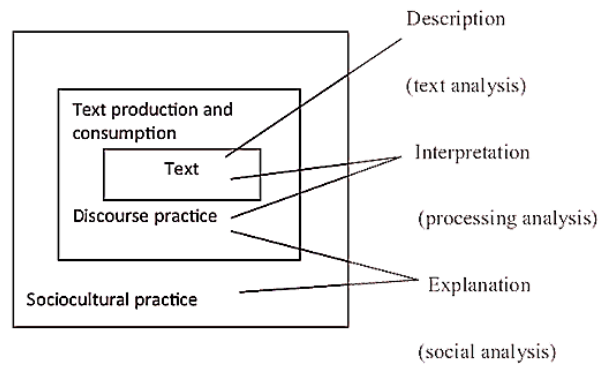 Description
(text analysis)
Text production and
consumption
Text
Interpretation
Discourse practice
(processing analysis)
Explanation
Sociocultural practice
(social analysis)